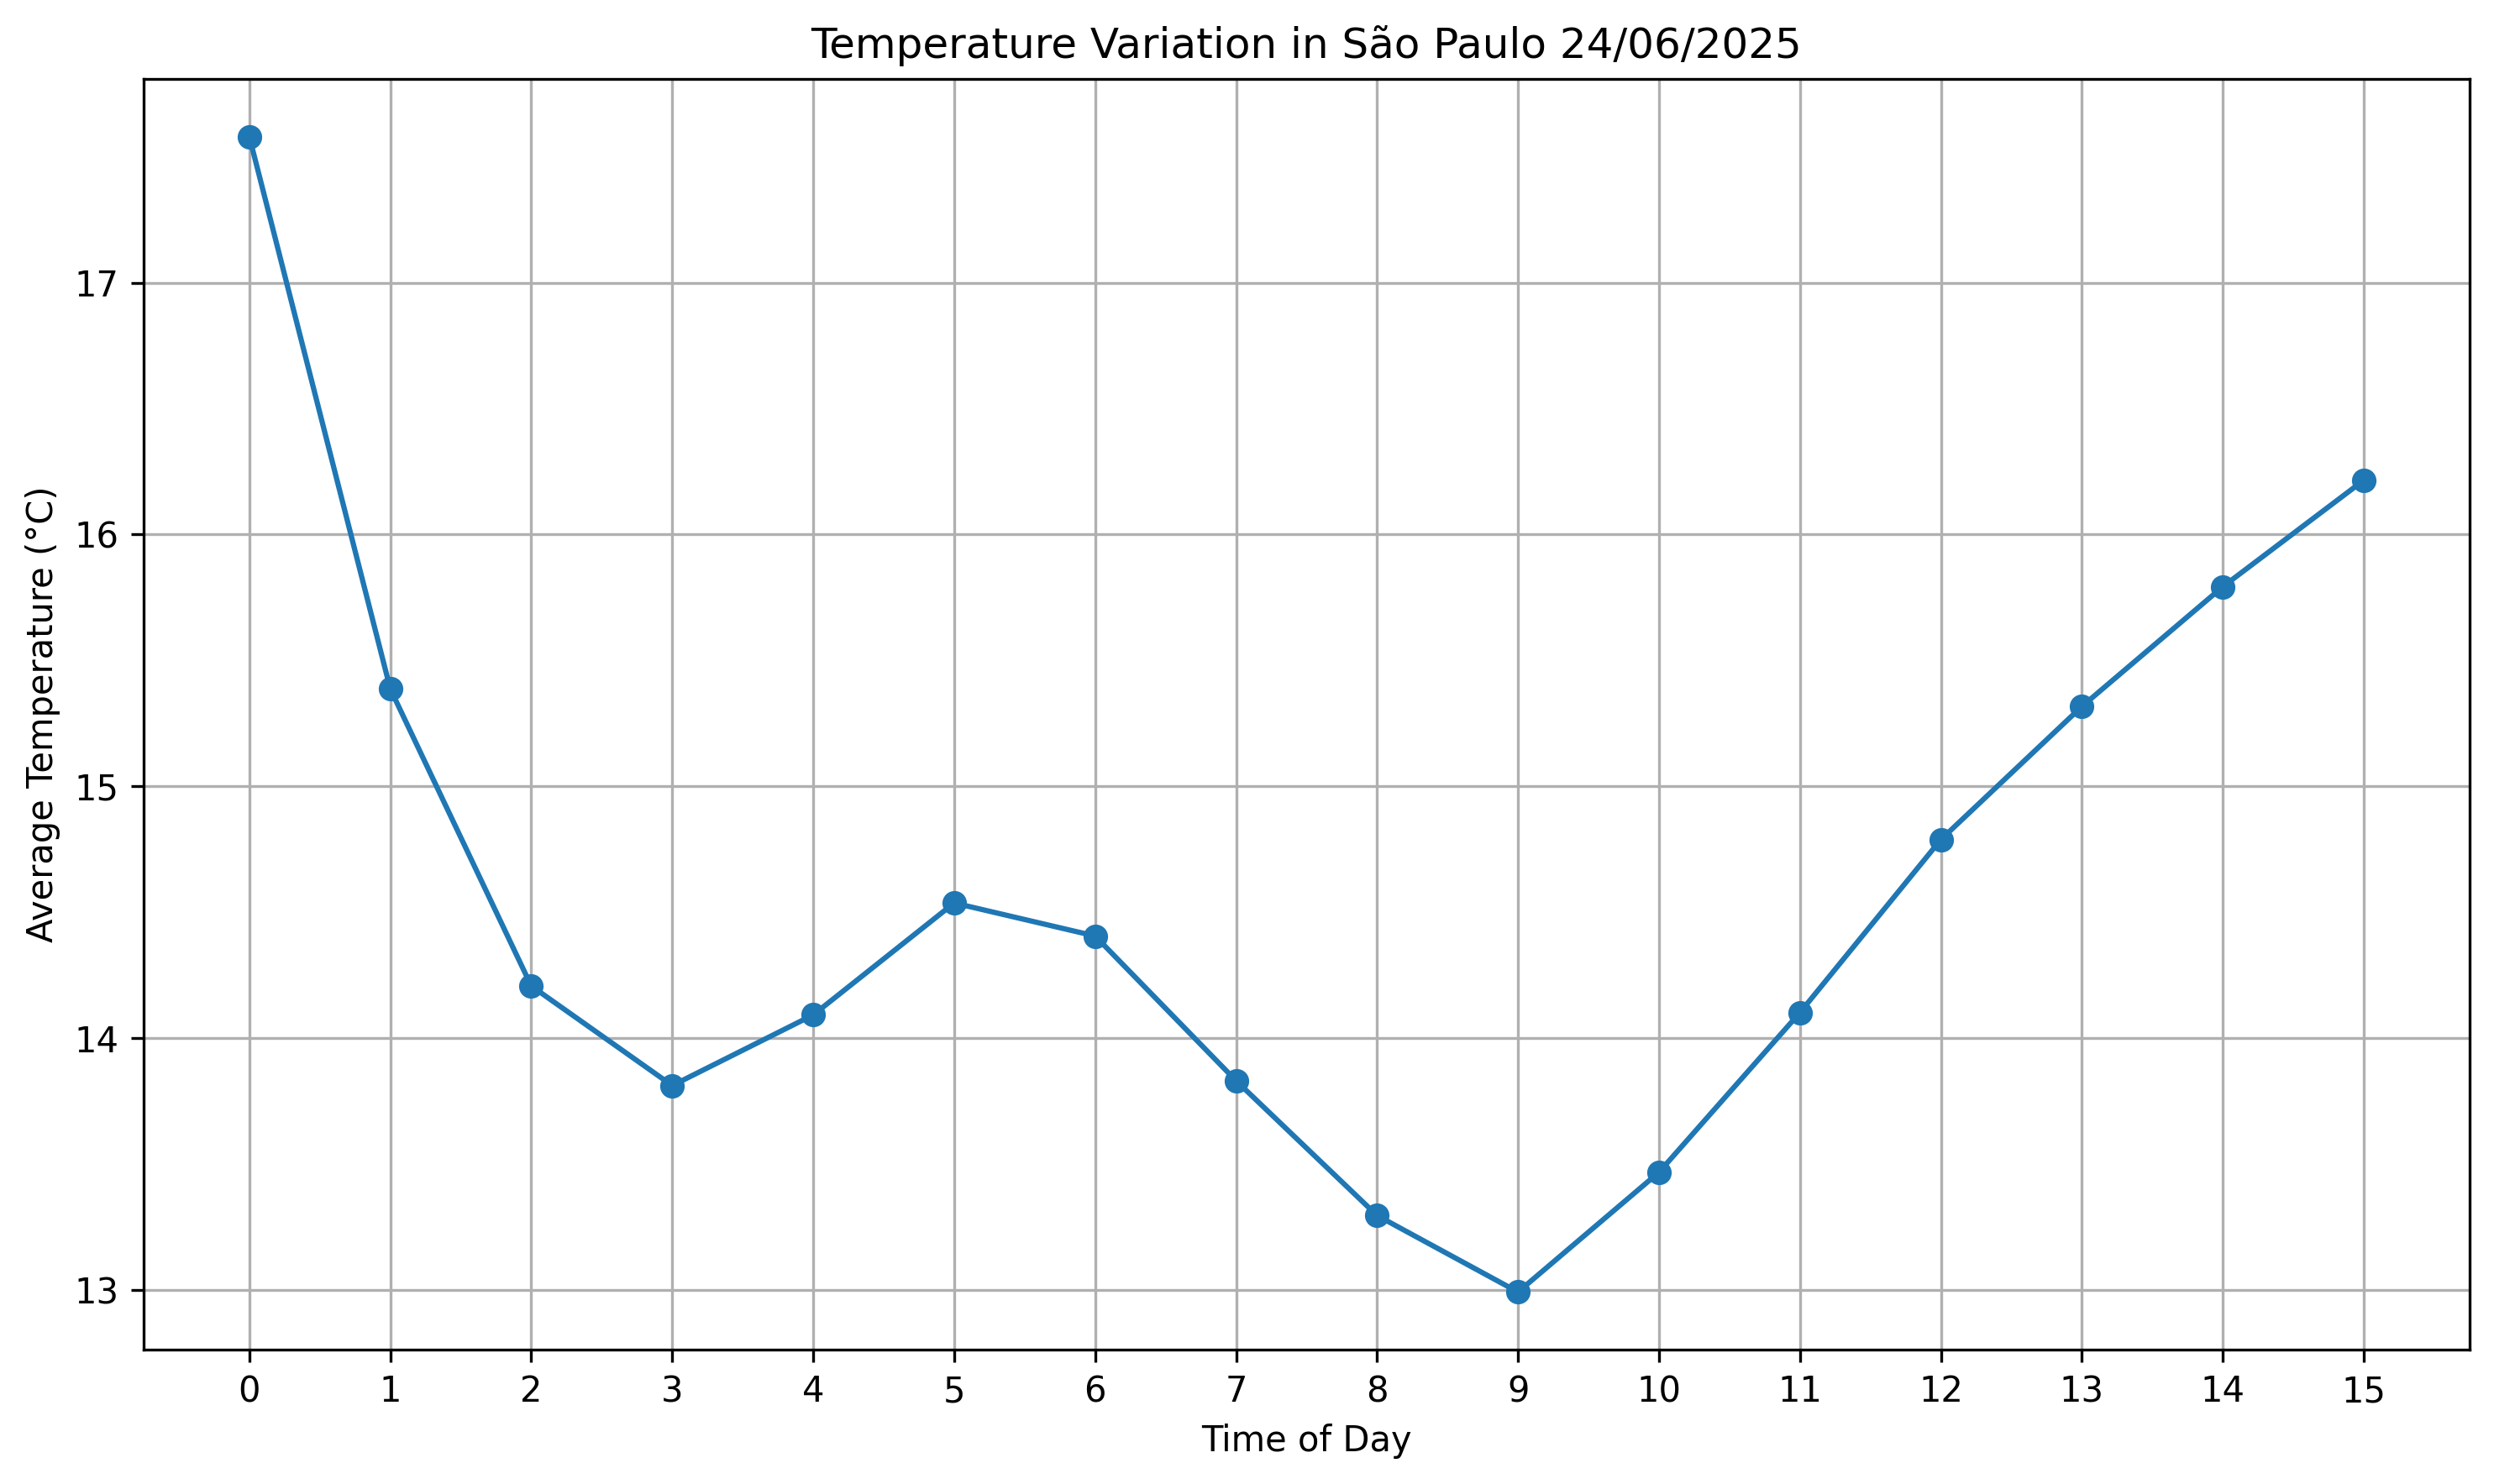 Temperature Variation in São Paulo 24/06/2025
Average Temperature (°C)
17
16
15
14
13
0 1 2 3 4 5 6 7 8 9 10 11 12 13 14 15
Time of Day